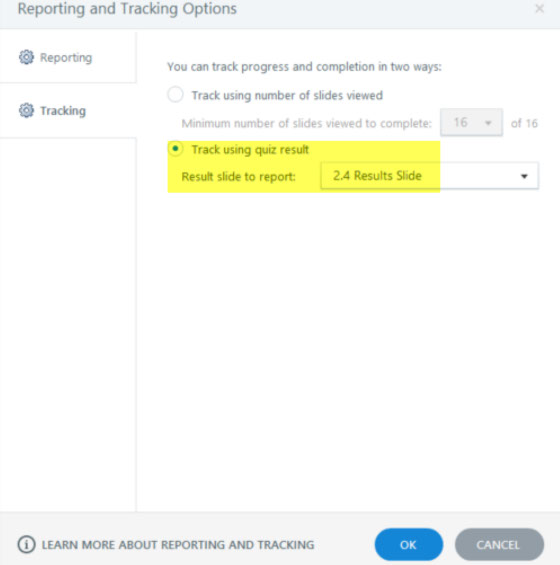 Reporting and Tracking Options
Reporting
Tracking
You can track progress and completion in two ways:
Track using number of slides viewed
Minimum number of slides viewed to complete: 16 of 16
Track using quiz result
Result slide to report: 2.4 Results Slide
LEARN MORE ABOUT REPORTING AND TRACKING
OK
CANCEL